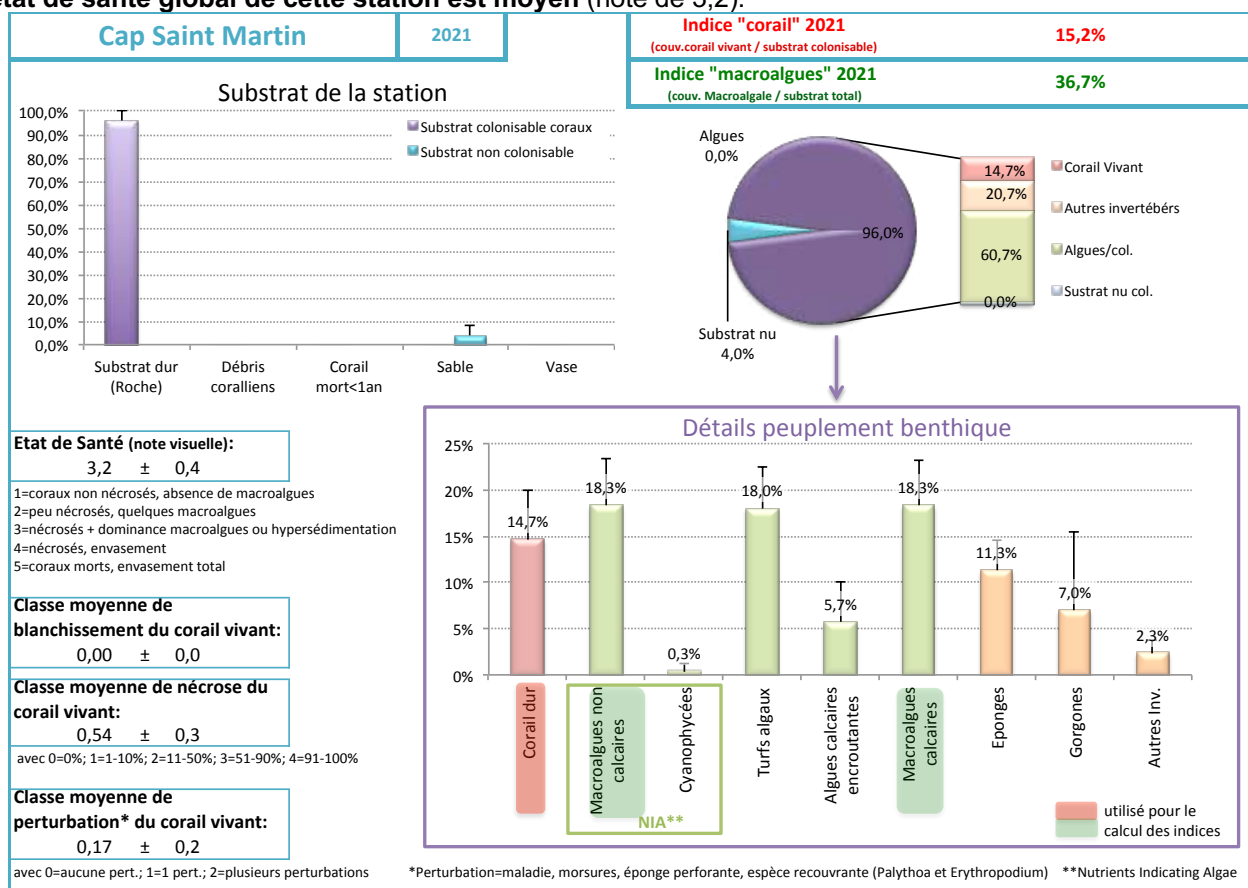 état de santé global de cette station est moyen (note de 3,2).
Cap Saint Martin
2021
Indice "corail" 2021
(couv.corail vivant / substrat colonisable)
15,2%
Indice "macroalgues" 2021
(couv. Macroalgale / substrat total)
36,7%
Substrat de la station
100,0%
90,0%
80,0%
70,0%
60,0%
50,0%
40,0%
30,0%
20,0%
10,0%
0,0%
Substrat colonisable coraux
Substrat non colonisable
Substrat dur
(Roche)
Débris
coralliens
Corail
mort<1an
Sable
Vase
Algues
0,0%
96,0%
Substrat nu
4,0%
14,7%
20,7%
60,7%
0,0%
Corail Vivant
Autres invertébérs
Algues/col.
Sustrat nu col.
Etat de Santé (note visuelle):
3,2 ± 0,4
1=coraux non nécrosés, absence de macroalgues
2=peu nécrosés, quelques macroalgues
3=nécrosés + dominance macroalgues ou hypersédimentation
4=nécrosés, envasement
5=coraux morts, envasement total
Classe moyenne de
blanchissement du corail vivant:
0,00 ± 0,0
Classe moyenne de nécrose du
corail vivant:
0,54 ± 0,3
avec 0=0%; 1=1-10%; 2=11-50%; 3=51-90%; 4=91-100%
Classe moyenne de
perturbation* du corail vivant:
0,17 ± 0,2
avec 0=aucune pert.; 1=1 pert.; 2=plusieurs perturbations
Détails peuplement benthique
25%
20%
15%
10%
5%
0%
14,7%
18,3%
0,3%
18,0%
5,7%
18,3%
11,3%
7,0%
2,3%
Corail dur
Macroalgues non
calcaires
Cyanophycées
Turfs algaux
Algues calcaires
encroutantes
Macroalgues
calcaires
Eponges
Gorgones
Autres Inv.
NIA**
utilisé pour le
calcul des indices
*Perturbation=maladie, morsures, éponge perforante, espèce recouvrante (Palythoa et Erythropodium) **Nutrients Indicating Algae